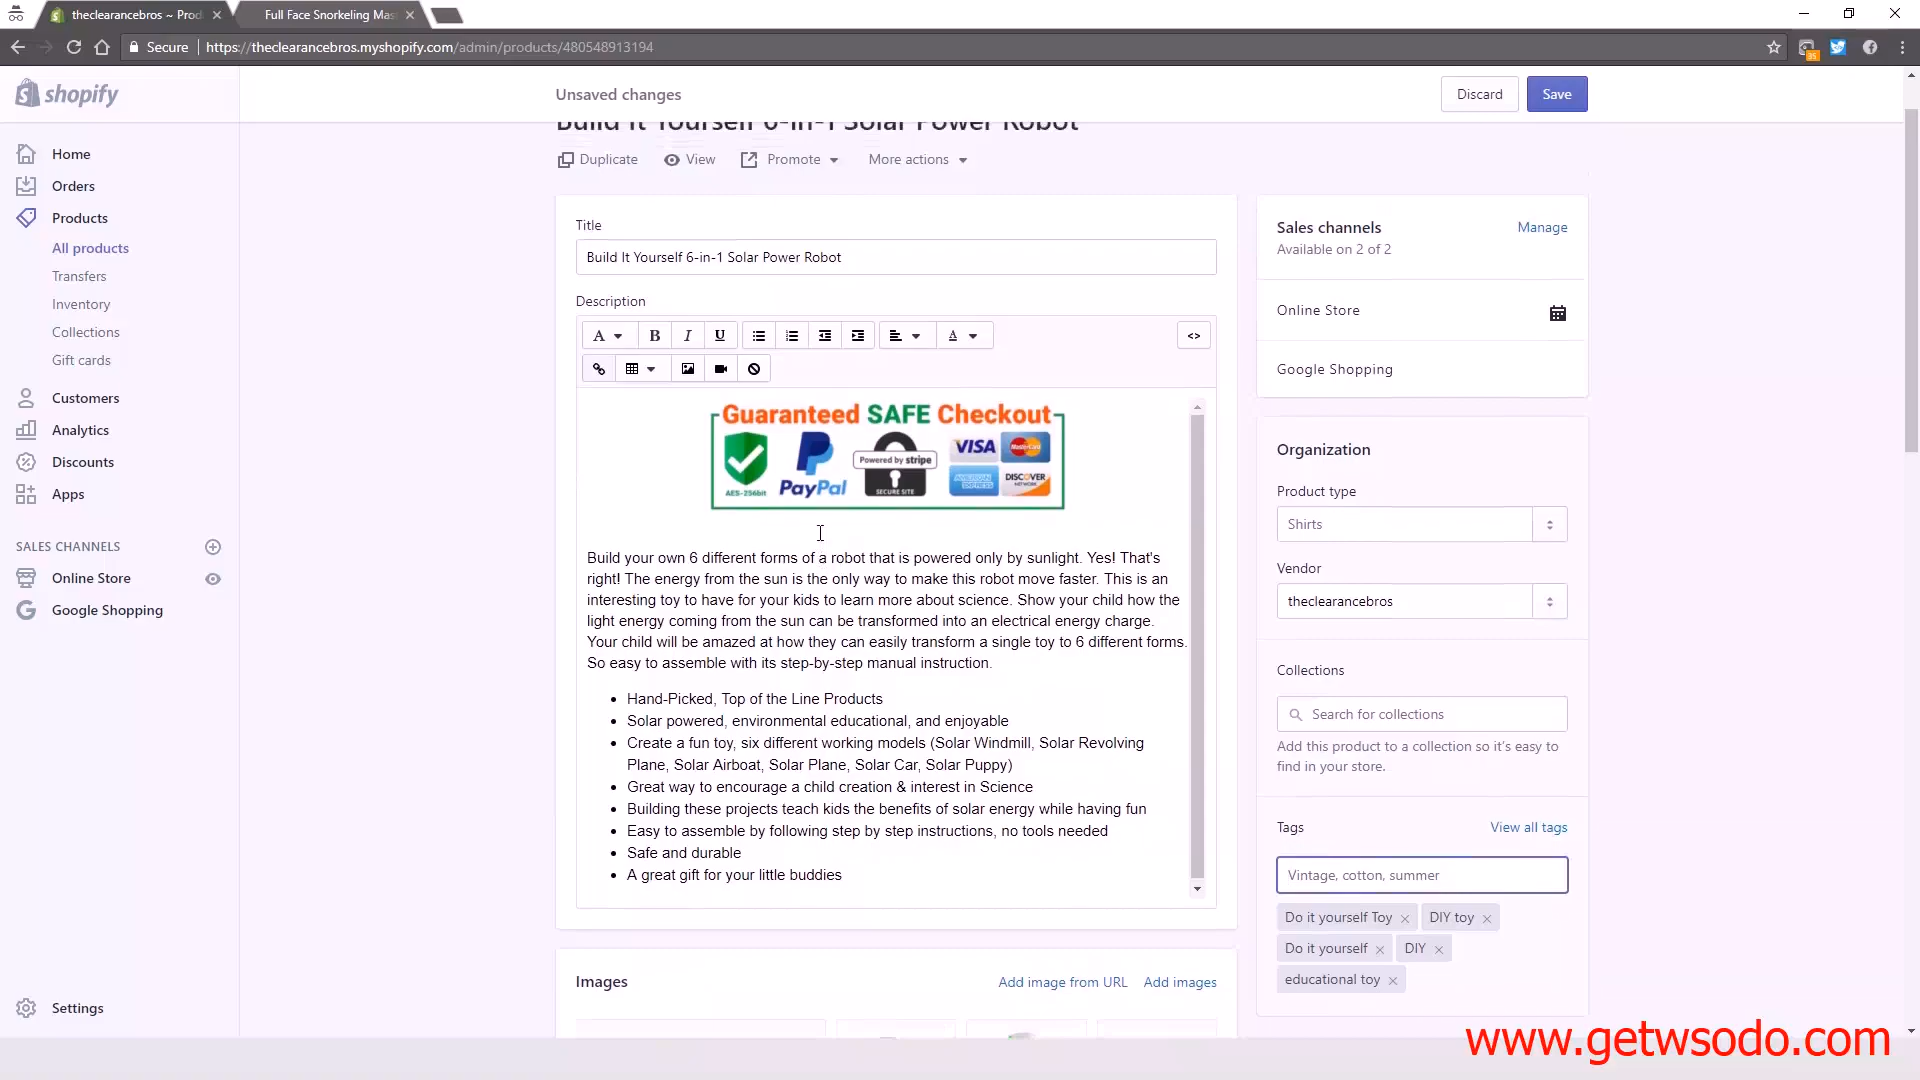 theclearancebros ~ Prod
Full Face Snorkeling Mas
Secure
https://theclearancebros.myshopify.com/admin/products/480548913194
shopify
Unsaved changes
Discard
Save
Build It Yourself 6-in-1 Solar Power Robot
Duplicate
View
Promote
More actions
Home
Orders
Products
All products
Transfers
Inventory
Collections
Gift cards
Customers
Analytics
Discounts
Apps
SALES CHANNELS
Online Store
Google Shopping
Settings
Title
Build It Yourself 6-in-1 Solar Power Robot
Description
A
B
I
U
A
<>
Guaranteed SAFE Checkout
AES-256bit
PayPal
Powered by stripe
SECURE SITE
VISA
MasterCard
AMERICAN EXPRESS
DISCOVER NETWORK
Build your own 6 different forms of a robot that is powered only by sunlight. Yes! That's
right! The energy from the sun is the only way to make this robot move faster. This is an
interesting toy to have for your kids to learn more about science. Show your child how the
light energy coming from the sun can be transformed into an electrical energy charge.
Your child will be amazed at how they can easily transform a single toy to 6 different forms.
So easy to assemble with its step-by-step manual instruction.
Hand-Picked, Top of the Line Products
Solar powered, environmental educational, and enjoyable
Create a fun toy, six different working models (Solar Windmill, Solar Revolving
Plane, Solar Airboat, Solar Plane, Solar Car, Solar Puppy)
Great way to encourage a child creation & interest in Science
Building these projects teach kids the benefits of solar energy while having fun
Easy to assemble by following step by step instructions, no tools needed
Safe and durable
A great gift for your little buddies
Images
Add image from URL
Add images
Sales channels
Manage
Available on 2 of 2
Online Store
Google Shopping
Organization
Product type
Shirts
Vendor
theclearancebros
Collections
Search for collections
Add this product to a collection so it's easy to
find in your store.
Tags
View all tags
Vintage, cotton, summer
Do it yourself Toy
DIY toy
Do it yourself
DIY
educational toy
www.getwsodo.com